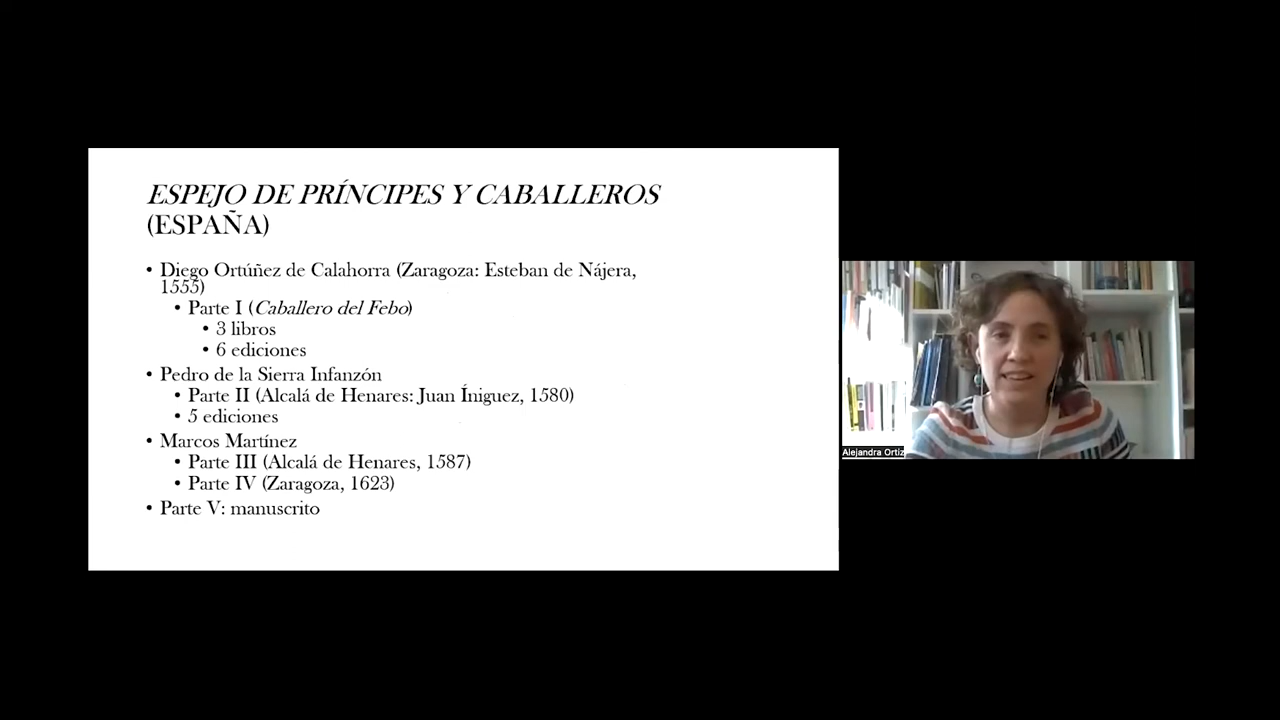 ESPEJO DE PRÍNCIPES Y CABALLEROS
(ESPAÑA)
• Diego Ortúñez de Calahorra (Zaragoza: Esteban de Nájera,
1555)
• Parte I (Caballero del Febo)
• 3 libros
• 6 ediciones
• Pedro de la Sierra Infanzón
• Parte II (Alcalá de Henares: Juan Íniguez, 1580)
• 5 ediciones
• Marcos Martínez
• Parte III (Alcalá de Henares, 1587)
• Parte IV (Zaragoza, 1623)
• Parte V: manuscrito
Alejandra Ortiz